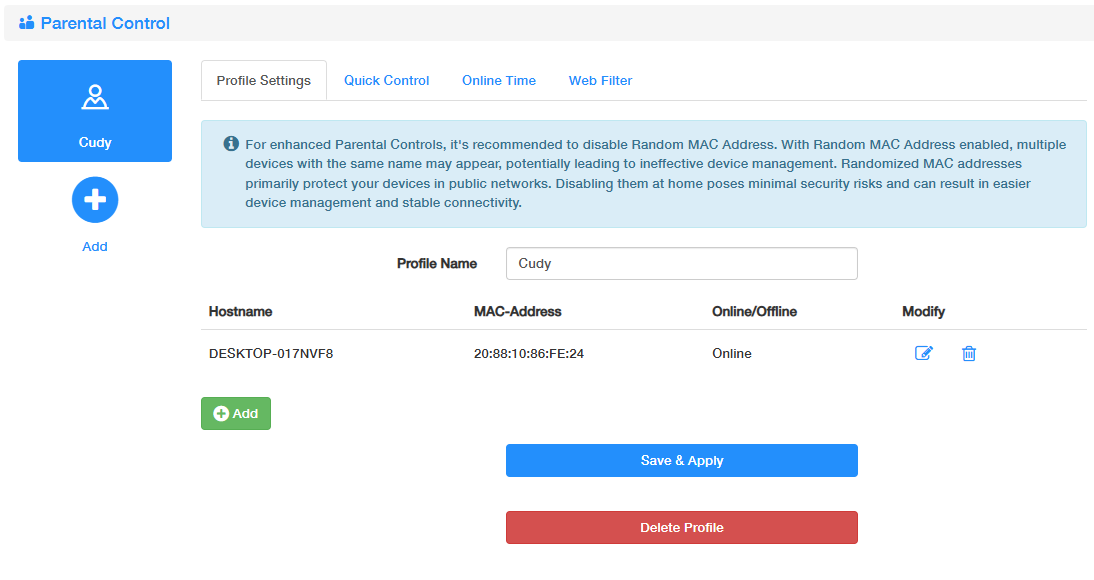 Parental Control
Cudy
Add
Profile Settings Quick Control Online Time Web Filter
For enhanced Parental Controls, it's recommended to disable Random MAC Address. With Random MAC Address enabled, multiple
devices with the same name may appear, potentially leading to ineffective device management. Randomized MAC addresses
primarily protect your devices in public networks. Disabling them at home poses minimal security risks and can result in easier
device management and stable connectivity.
Profile Name Cudy
Hostname MAC-Address Online/Offline Modify
DESKTOP-017NVF8 20:88:10:86:FE:24 Online
Add
Save & Apply
Delete Profile